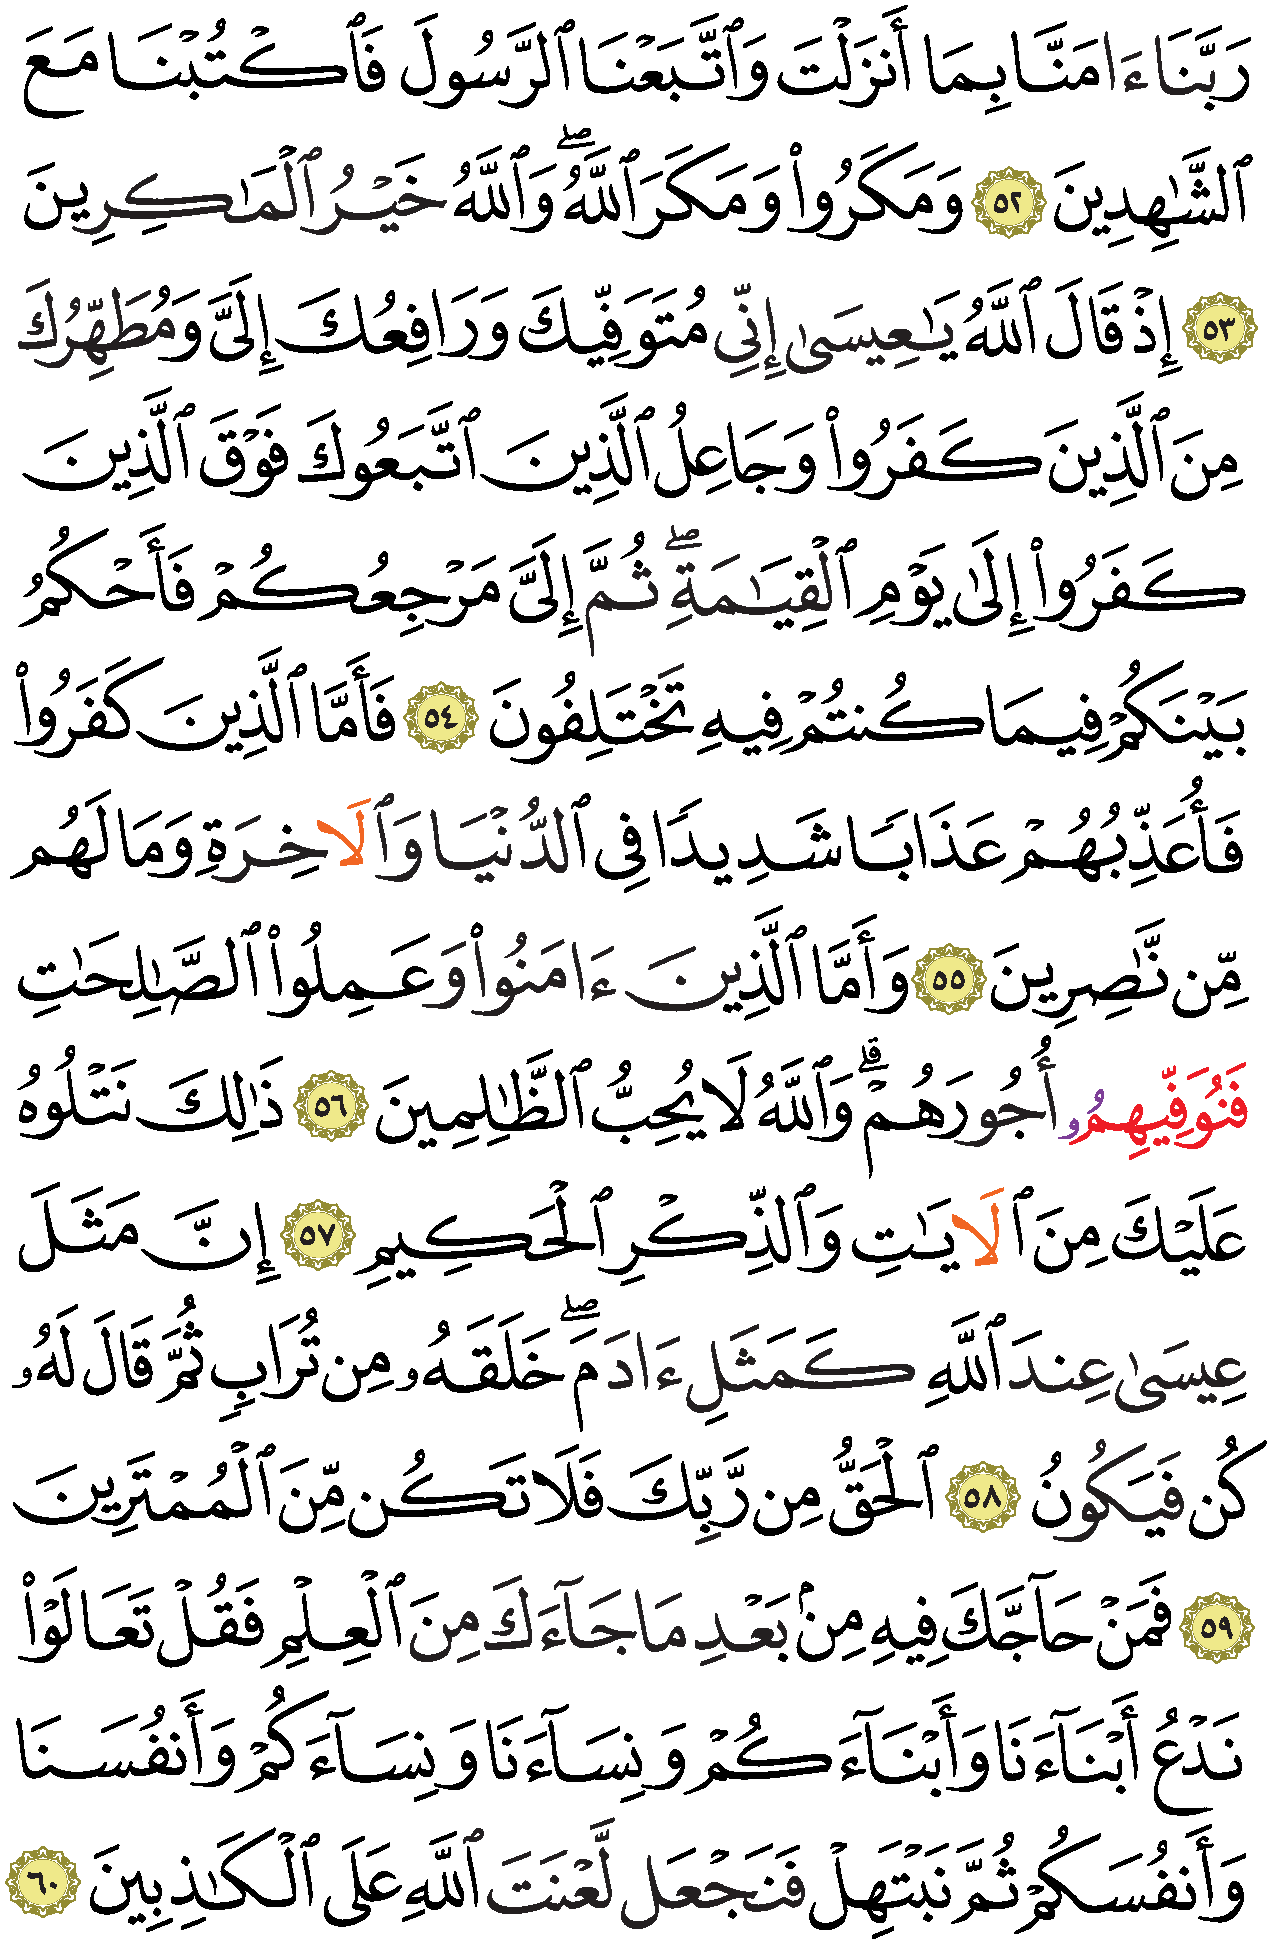 رَبَّنَا ءَامَنَّا بِمَا أَنزَلْتَ وَٱتَّبَعْنَا ٱلرَّسُولَ فَٱكْتُبْنَا مَعَ
ٱلشَّٰهِدِينَ ٥٢ وَمَكَرُوا۟ وَمَكَرَ ٱللَّهُۖ وَٱللَّهُ خَيْرُ ٱلْمَٰكِرِينَ
٥٣ إِذْ قَالَ ٱللَّهُ يَٰعِيسَىٰ إِنِّى مُتَوَفِّيكَ وَرَافِعُكَ إِلَىَّ وَمُطَهِّرُكَ
مِنَ ٱلَّذِينَ كَفَرُوا۟ وَجَاعِلُ ٱلَّذِينَ ٱتَّبَعُوكَ فَوْقَ ٱلَّذِينَ
كَفَرُوا۟ إِلَىٰ يَوْمِ ٱلْقِيَٰمَةِۖ ثُمَّ إِلَىَّ مَرْجِعُكُمْ فَأَحْكُمُ
بَيْنَكُمْ فِيمَا كُنتُمْ فِيهِ تَخْتَلِفُونَ ٥٤ فَأَمَّا ٱلَّذِينَ كَفَرُوا۟
فَأُعَذِّبُهُمْ عَذَابًا شَدِيدًا فِى ٱلدُّنْيَا وَٱلَاخِرَةِ وَمَا لَهُم
مِّن نَّٰصِرِينَ ٥٥ وَأَمَّا ٱلَّذِينَ ءَامَنُوا۟ وَعَمِلُوا۟ ٱلصَّٰلِحَٰتِ
فَنُوَفِّيهِمُۥ أُجُورَهُمْۗ وَٱللَّهُ لَا يُحِبُّ ٱلظَّٰلِمِينَ ٥٦ ذَٰلِكَ نَتْلُوهُ
عَلَيْكَ مِنَ ٱلَايَٰتِ وَٱلذِّكْرِ ٱلْحَكِيمِ ٥٧ إِنَّ مَثَلَ
عِيسَىٰ عِندَ ٱللَّهِ كَمَثَلِ ءَادَمَۖ خَلَقَهُۥ مِن تُرَابٍ ثُمَّ قَالَ لَهُۥ
كُن فَيَكُونُ ٥٨ ٱلْحَقُّ مِن رَّبِّكَ فَلَا تَكُن مِّنَ ٱلْمُمْتَرِينَ
٥٩ فَمَنْ حَآجَّكَ فِيهِ مِنۢ بَعْدِ مَا جَآءَكَ مِنَ ٱلْعِلْمِ فَقُلْ تَعَالَوْا۟
نَدْعُ أَبْنَآءَنَا وَأَبْنَآءَكُمْ وَنِسَآءَنَا وَنِسَآءَكُمْ وَأَنفُسَنَا
وَأَنفُسَكُمْ ثُمَّ نَبْتَهِلْ فَنَجْعَل لَّعْنَتَ ٱللَّهِ عَلَى ٱلْكَٰذِبِينَ ٦٠